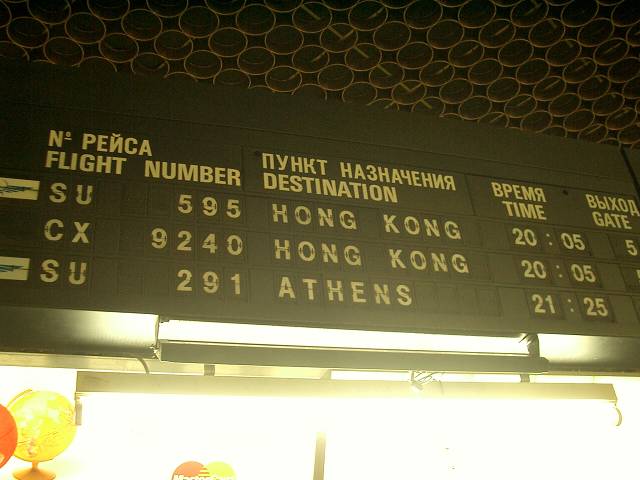 № РЕЙСА ПУНКТ НАЗНАЧЕНИЯ ВРЕМЯ ВЫХОД
FLIGHT NUMBER DESTINATION TIME GATE
SU 595 HONG KONG 20:05 5
CX 9240 HONG KONG 20:05
SU 291 ATHENS 21:25
MasterCard